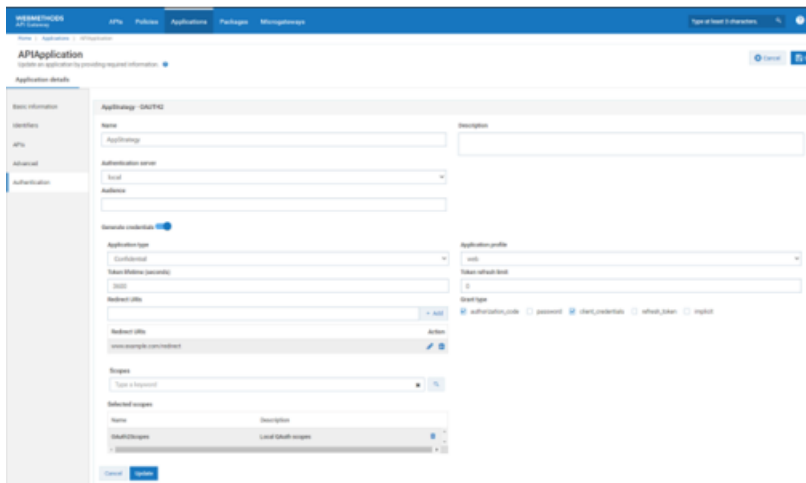 WEBMETHODS
API Gateway
APIs Policies Applications Packages Microgateways
Type at least 3 characters
Home | Applications | APIApplication
APIApplication
Update an application by providing required information.
Cancel
Application details
Basic information
Identifiers
APIs
Advanced
Authentication
AppStrategy - OAUTH2
Name
Description
AppStrategy
Authentication server
local
Audience
Generate credentials
Application type
Application profile
Confidential
web
Token lifetime (seconds)
Token refresh limit
3600
0
Redirect URIs
Grant type
+ Add
authorization_code password client_credentials refresh_token implicit
Redirect URIs Action
www.example.com/redirect
Scopes
Type a keyword
Selected scopes
Name Description
OAuth2Scopes Local OAuth scopes
Cancel Update